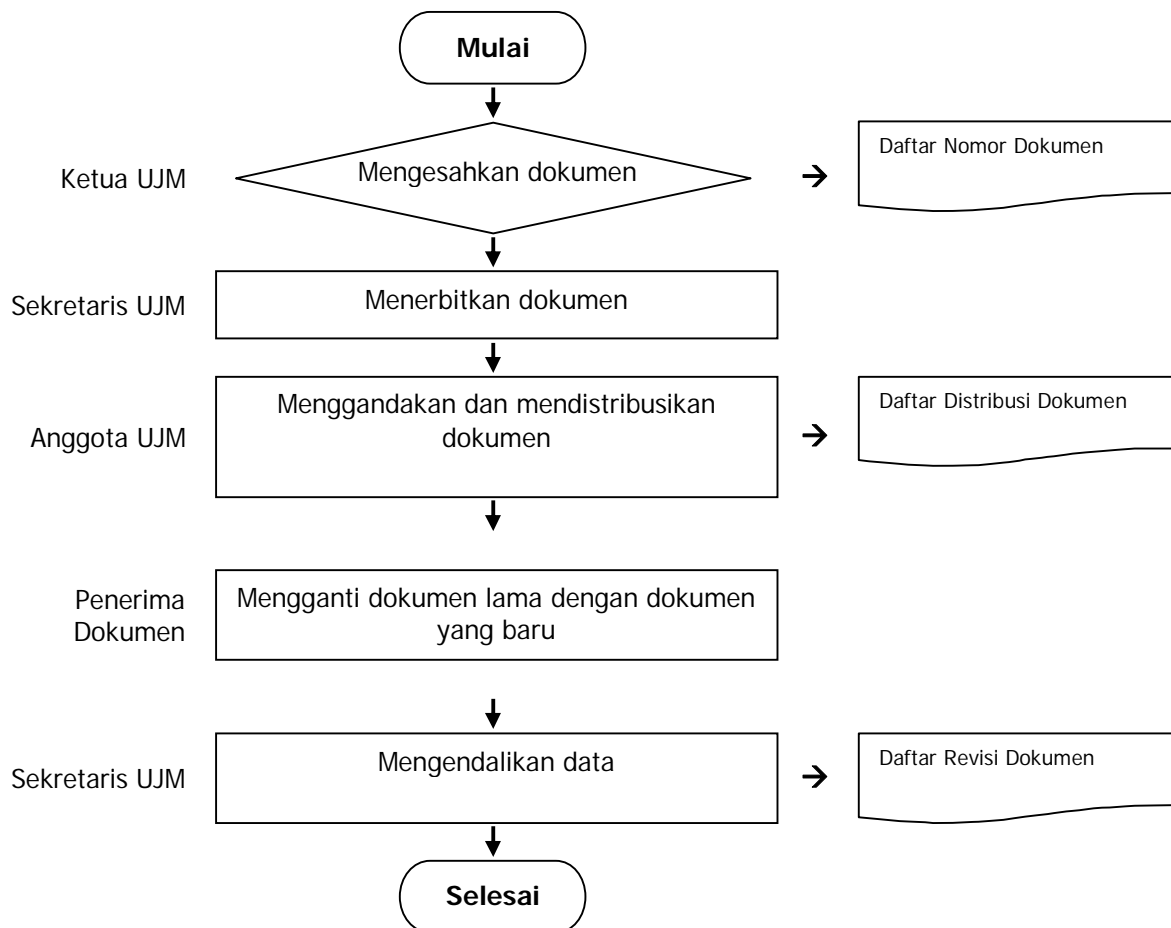 Mulai
Ketua UJM
Mengesahkan dokumen
Daftar Nomor Dokumen
Sekretaris UJM
Menerbitkan dokumen
Anggota UJM
Menggandakan dan mendistribusikan
dokumen
Daftar Distribusi Dokumen
Penerima
Dokumen
Mengganti dokumen lama dengan dokumen
yang baru
Sekretaris UJM
Mengendalikan data
Daftar Revisi Dokumen
Selesai